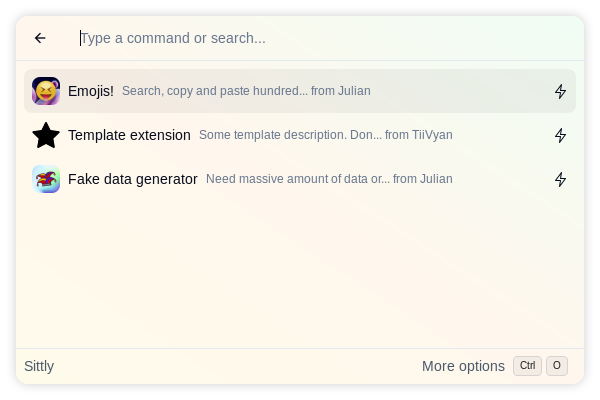 Type a command or search...
Emojis! Search, copy and paste hundred... from Julian
Template extension Some template description. Don... from TiiVyan
Fake data generator Need massive amount of data or... from Julian
Sittly More options Ctrl O